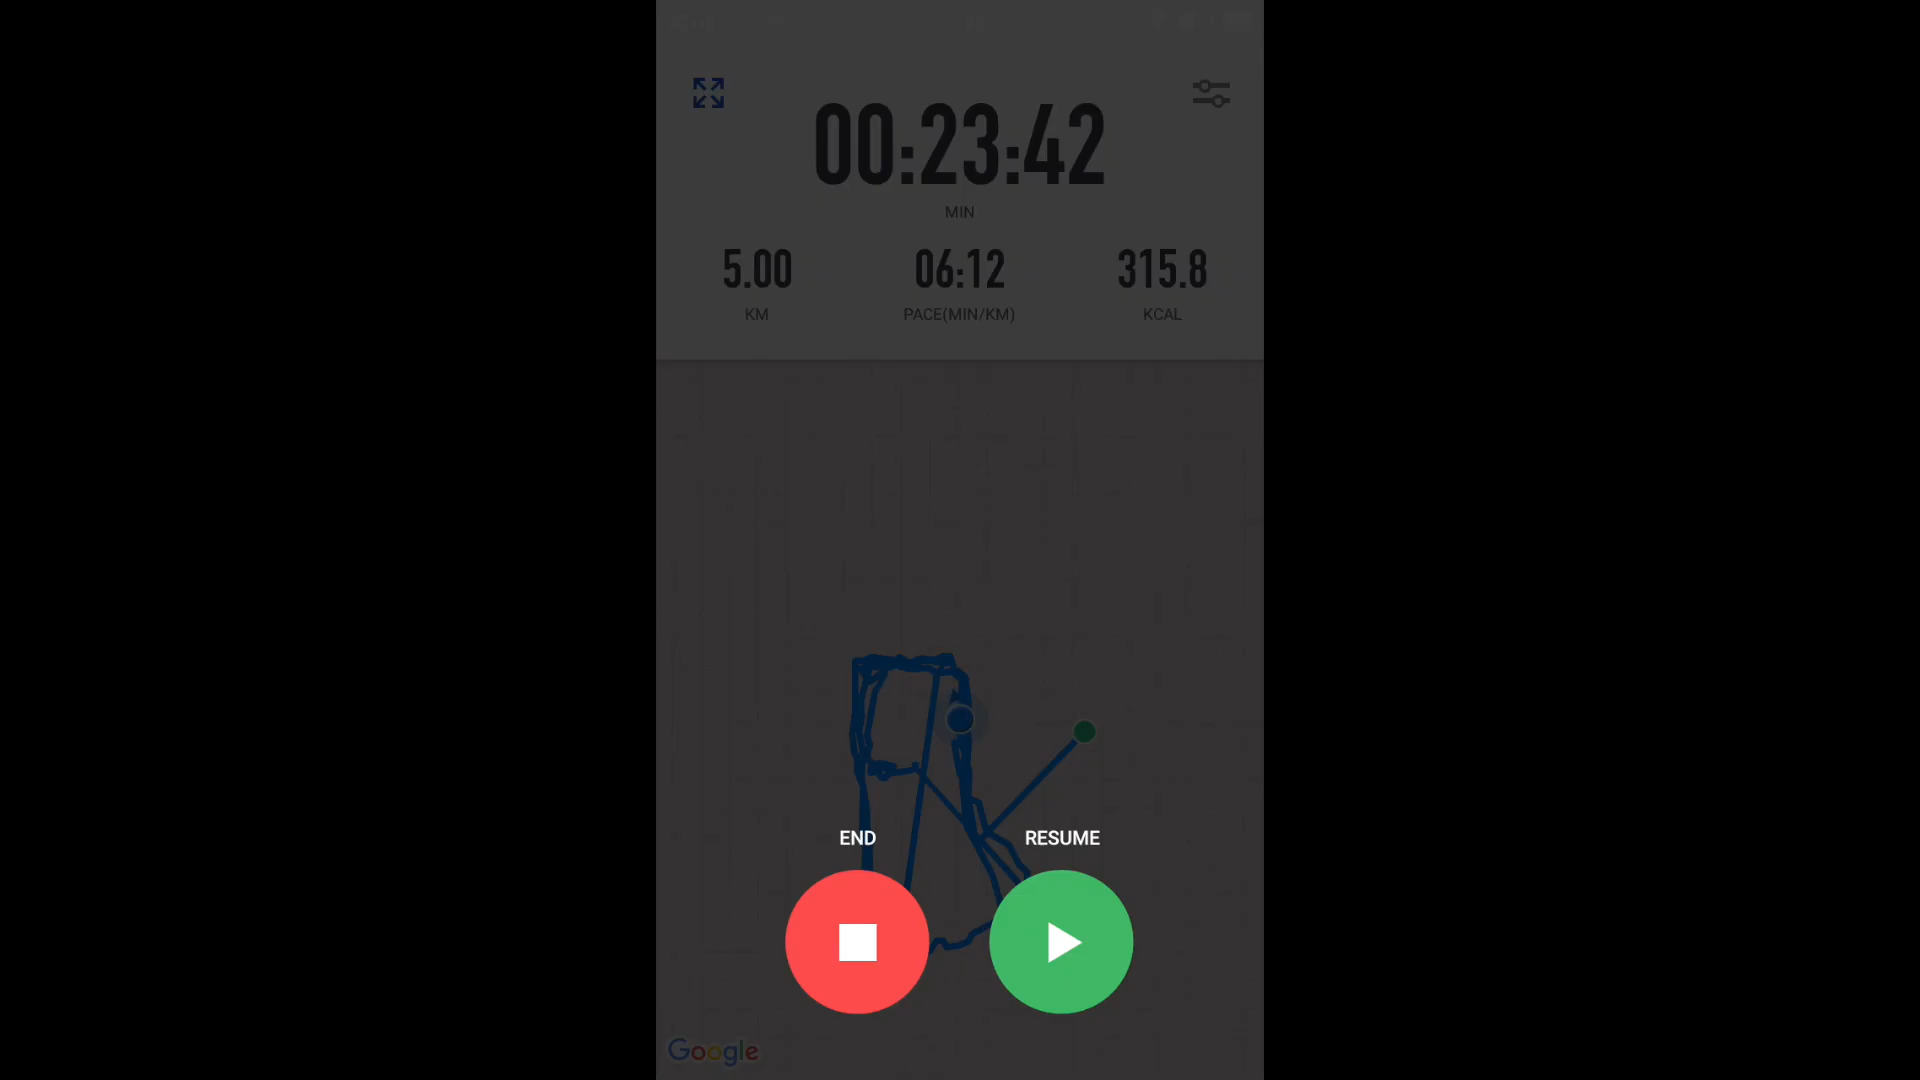 00:23:42
MIN
5.00 06:12 315.8
KM PACE(MIN/KM) KCAL
END RESUME
Google